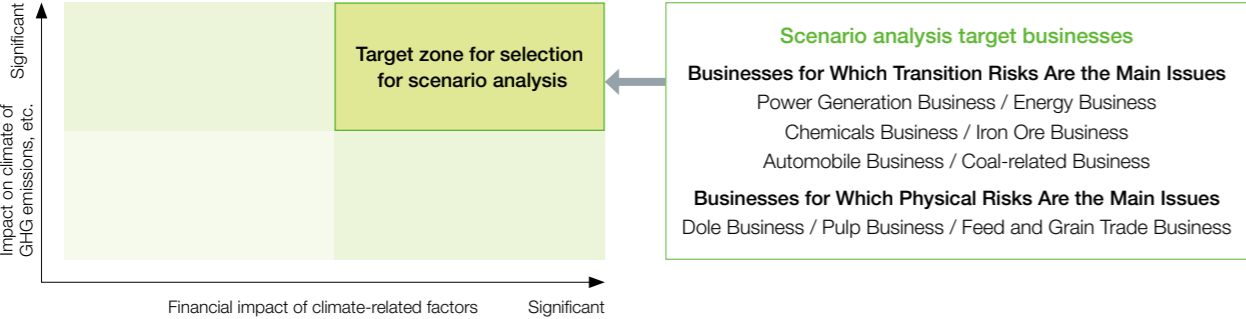 Significant
Impact on climate of
GHG emissions, etc.
Target zone for selection
for scenario analysis
Financial impact of climate-related factors
Significant
Scenario analysis target businesses
Businesses for Which Transition Risks Are the Main Issues
Power Generation Business / Energy Business
Chemicals Business / Iron Ore Business
Automobile Business / Coal-related Business
Businesses for Which Physical Risks Are the Main Issues
Dole Business / Pulp Business / Feed and Grain Trade Business